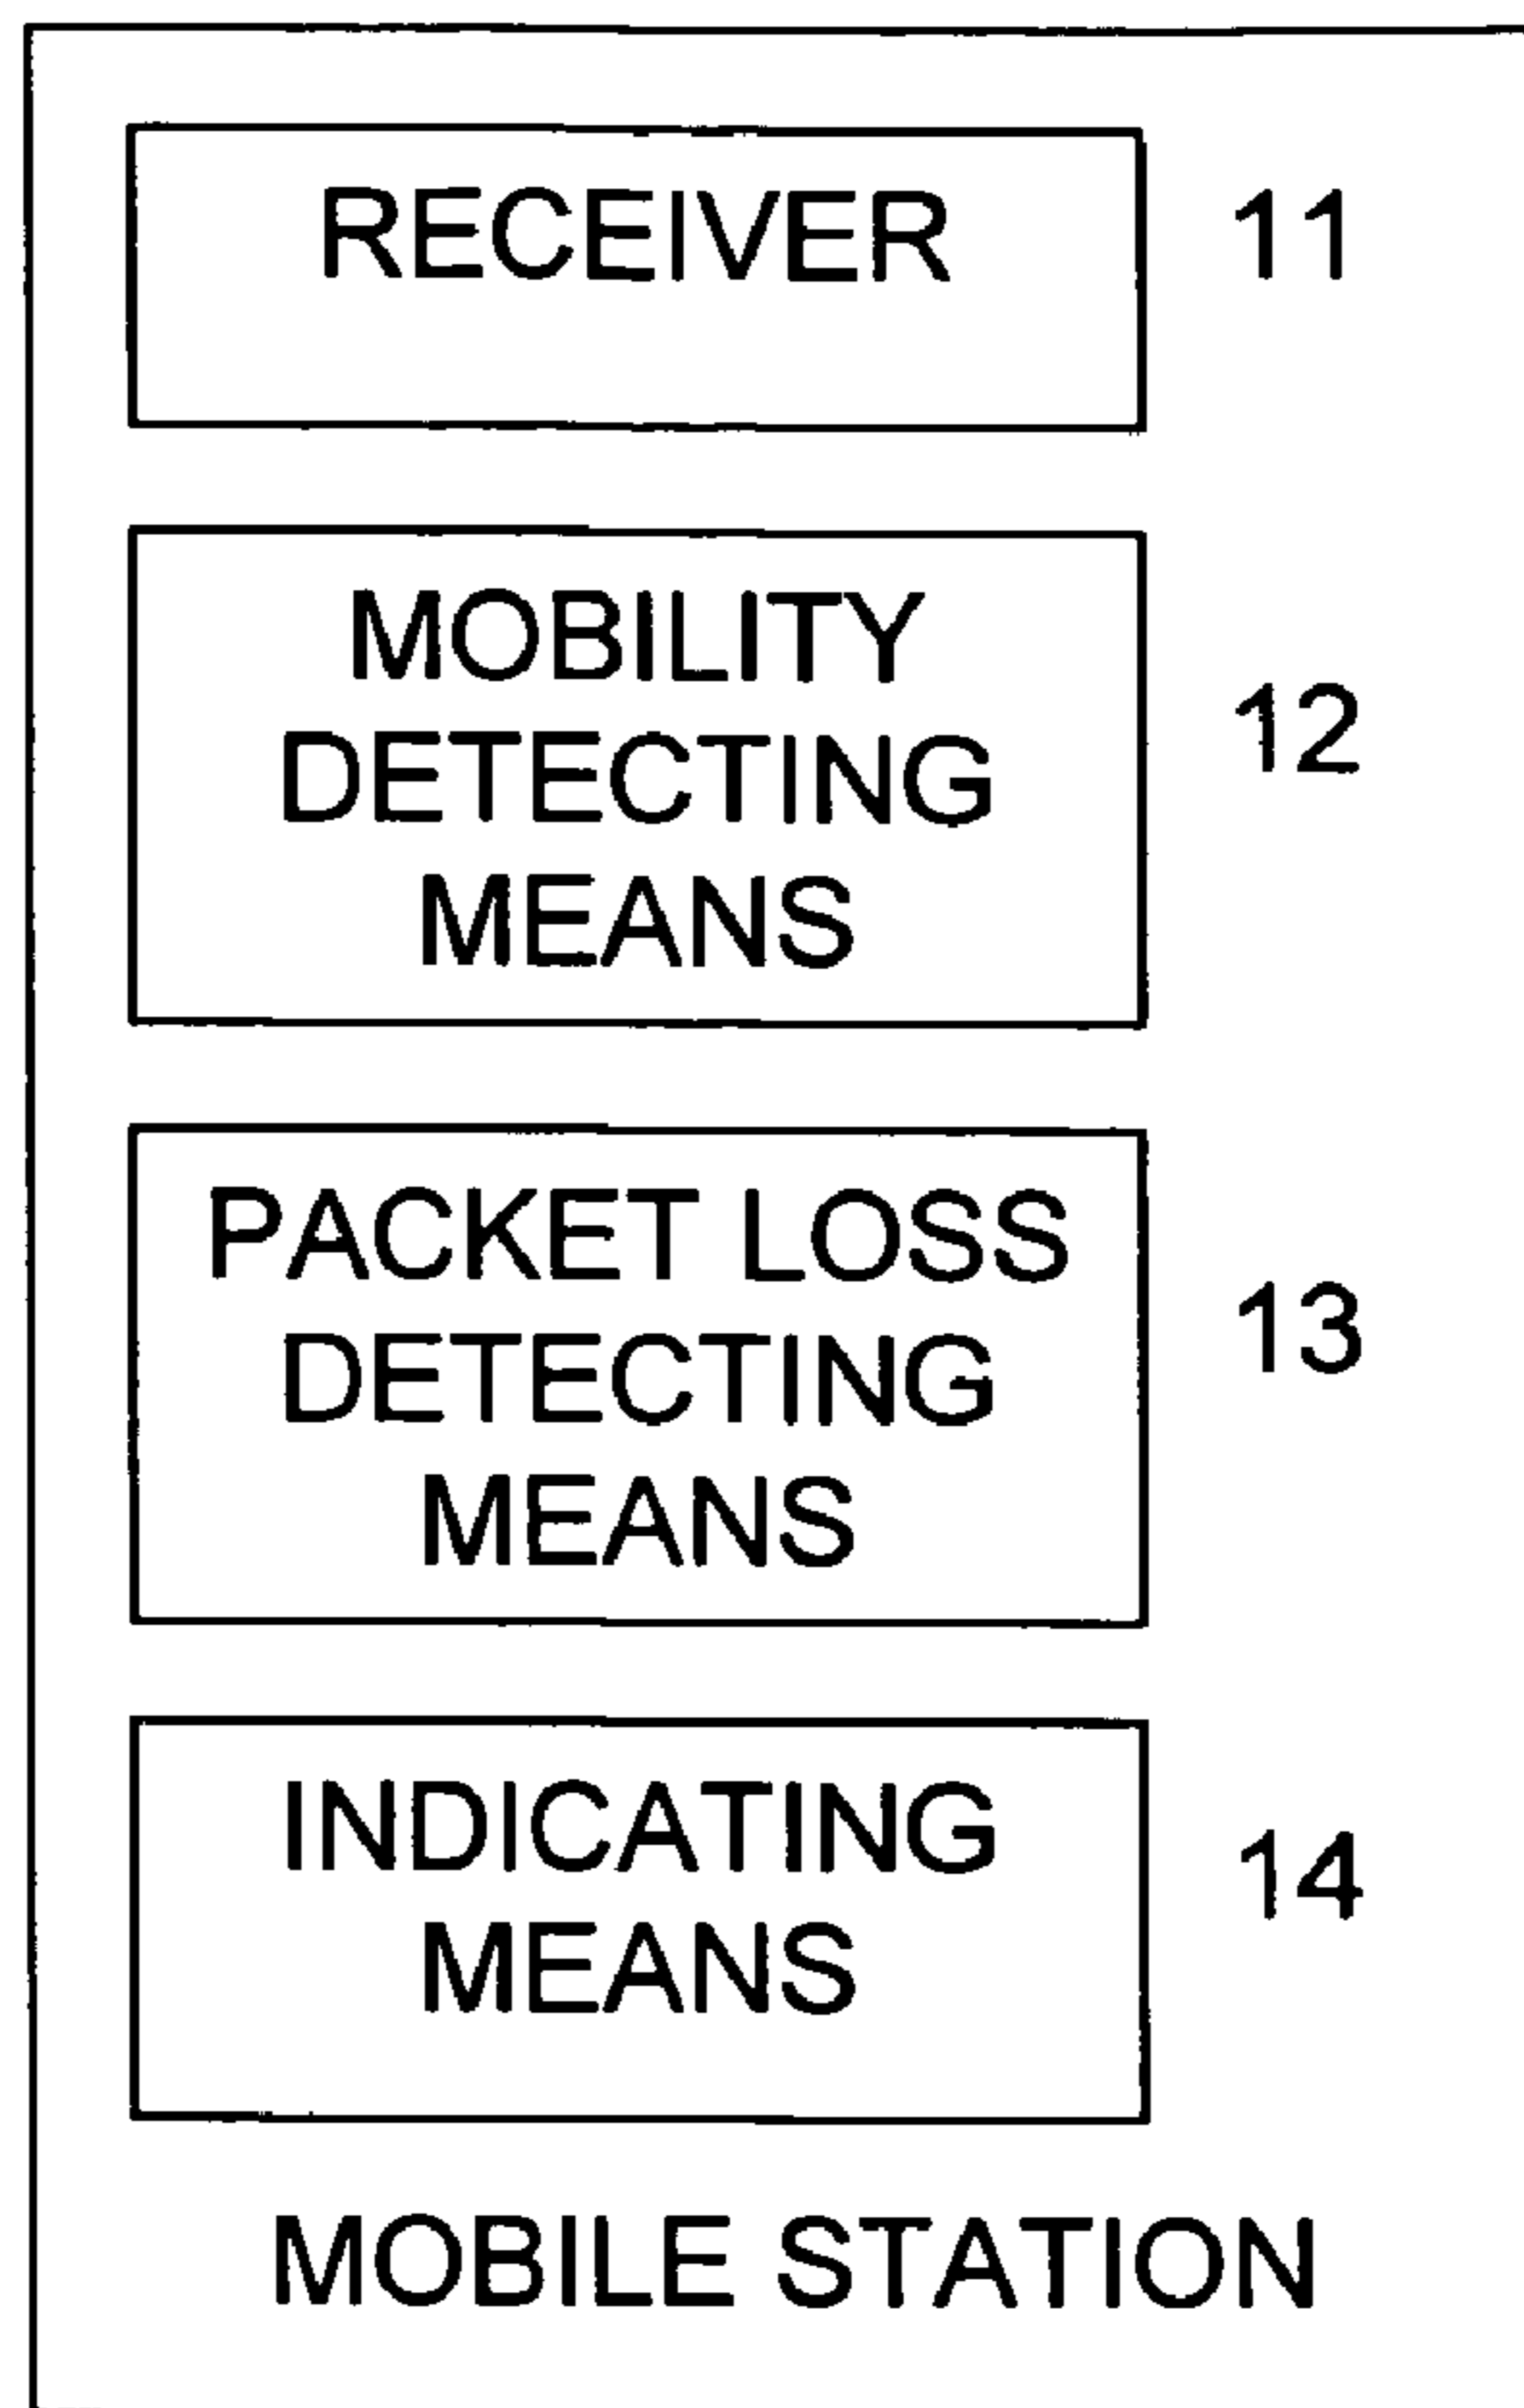 RECEIVER
11
MOBILITY
DETECTING
MEANS
12
PACKET LOSS
DETECTING
MEANS
13
INDICATING
MEANS
14
MOBILE STATION